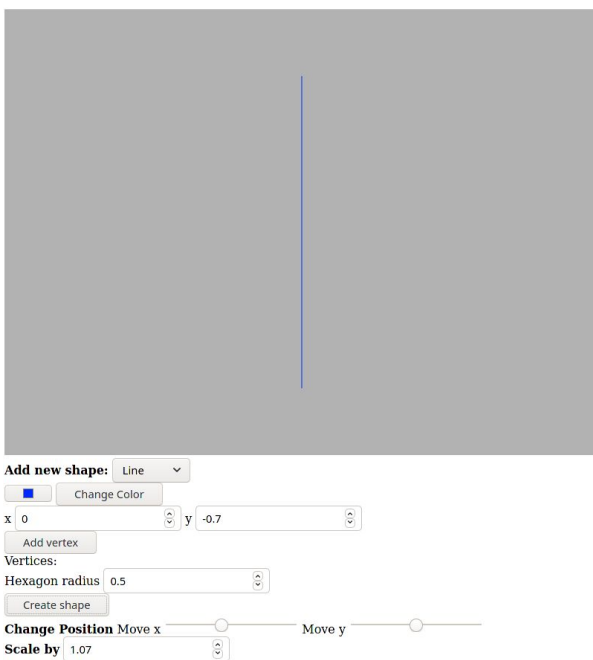 Add new shape: Line
Change Color
x 0 y -0.7
Add vertex
Vertices:
Hexagon radius 0.5
Create shape
Change Position Move x Move y
Scale by 1.07